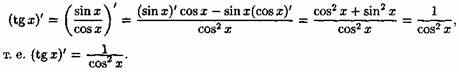 (tg x)′ = (sin x / cos x)′ = ((sin x)′ cos x − sin x(cos x)′) / cos² x = (cos² x + sin² x) / cos² x = 1 / cos² x,
т. е. (tg x)′ = 1 / cos² x.